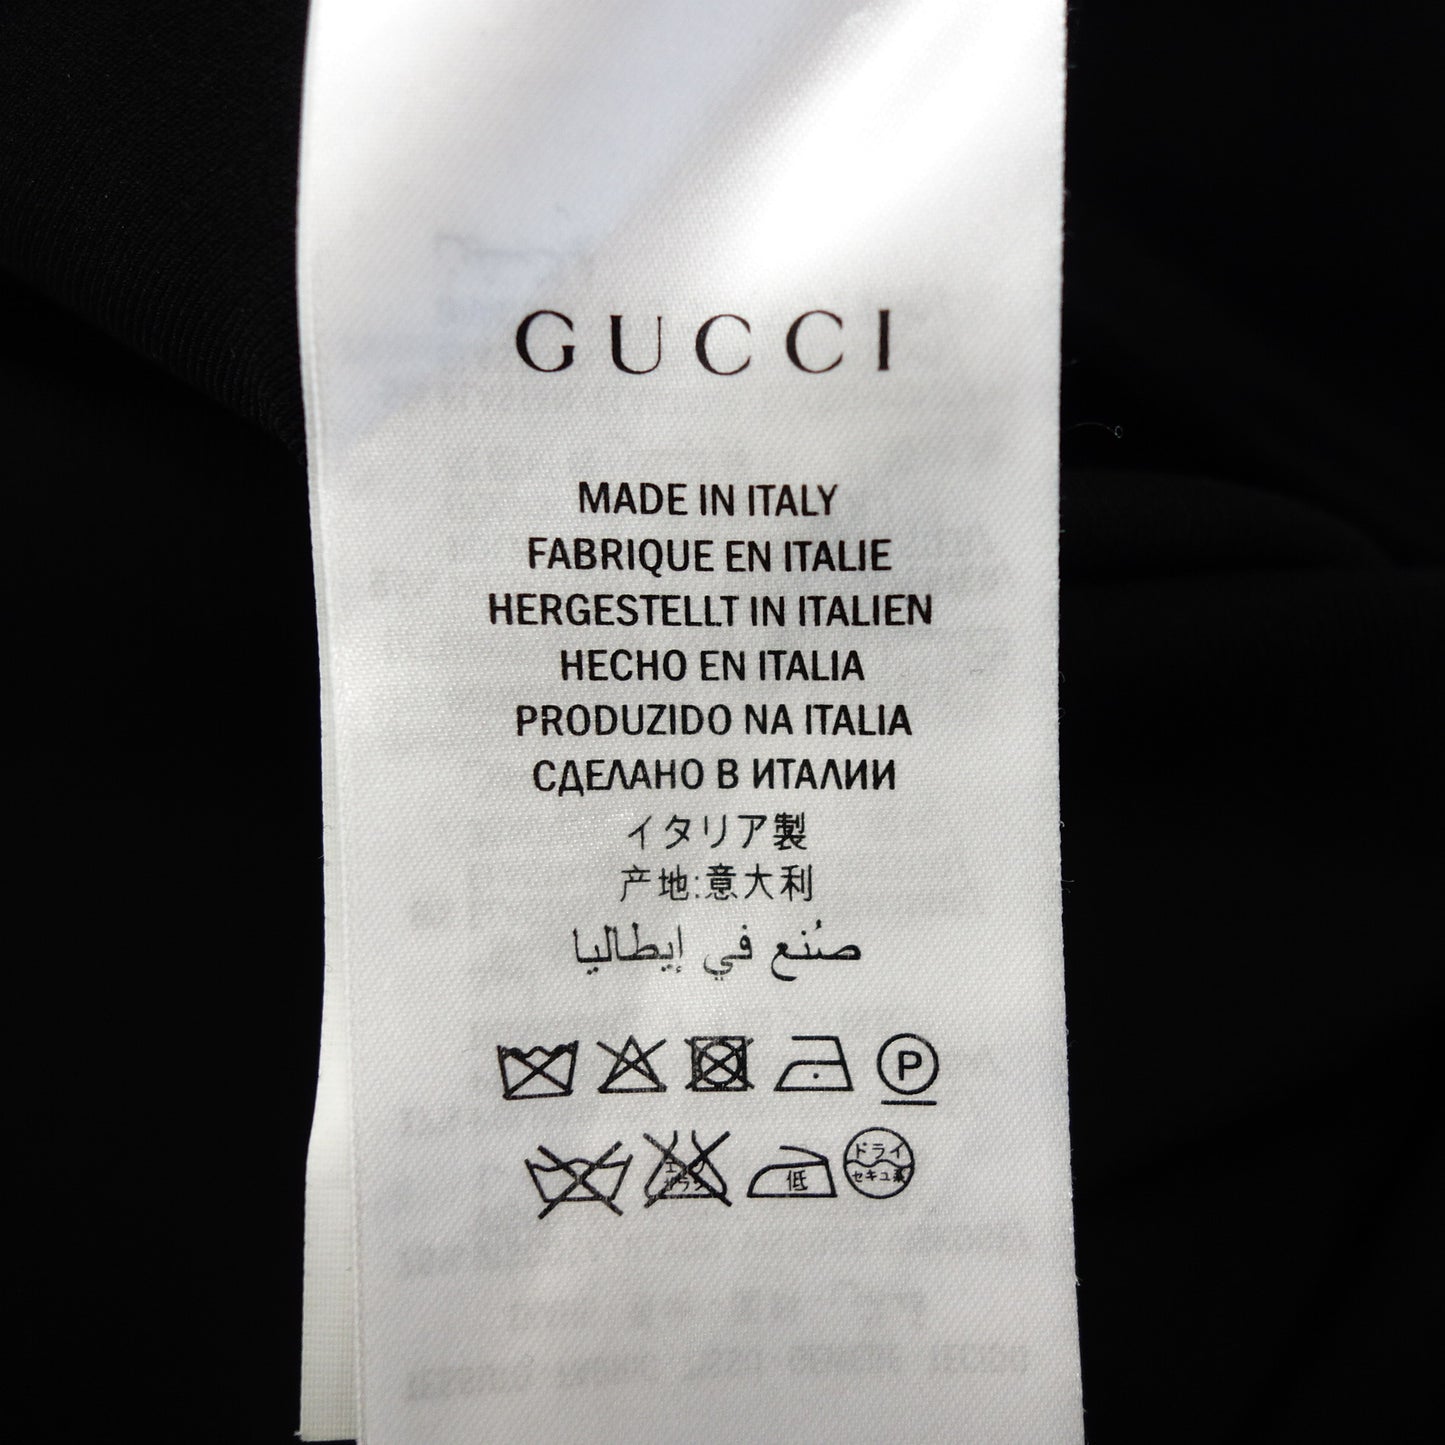 GUCCI
MADE IN ITALY
FABRIQUE EN ITALIE
HERGESTELLT IN ITALIEN
HECHO EN ITALIA
PRODUZIDO NA ITALIA
СДЕЛАНО В ИТАЛИИ
イタリア製
产地:意大利
صُنع في إيطاليا
P
低 ドライ
セキユ系